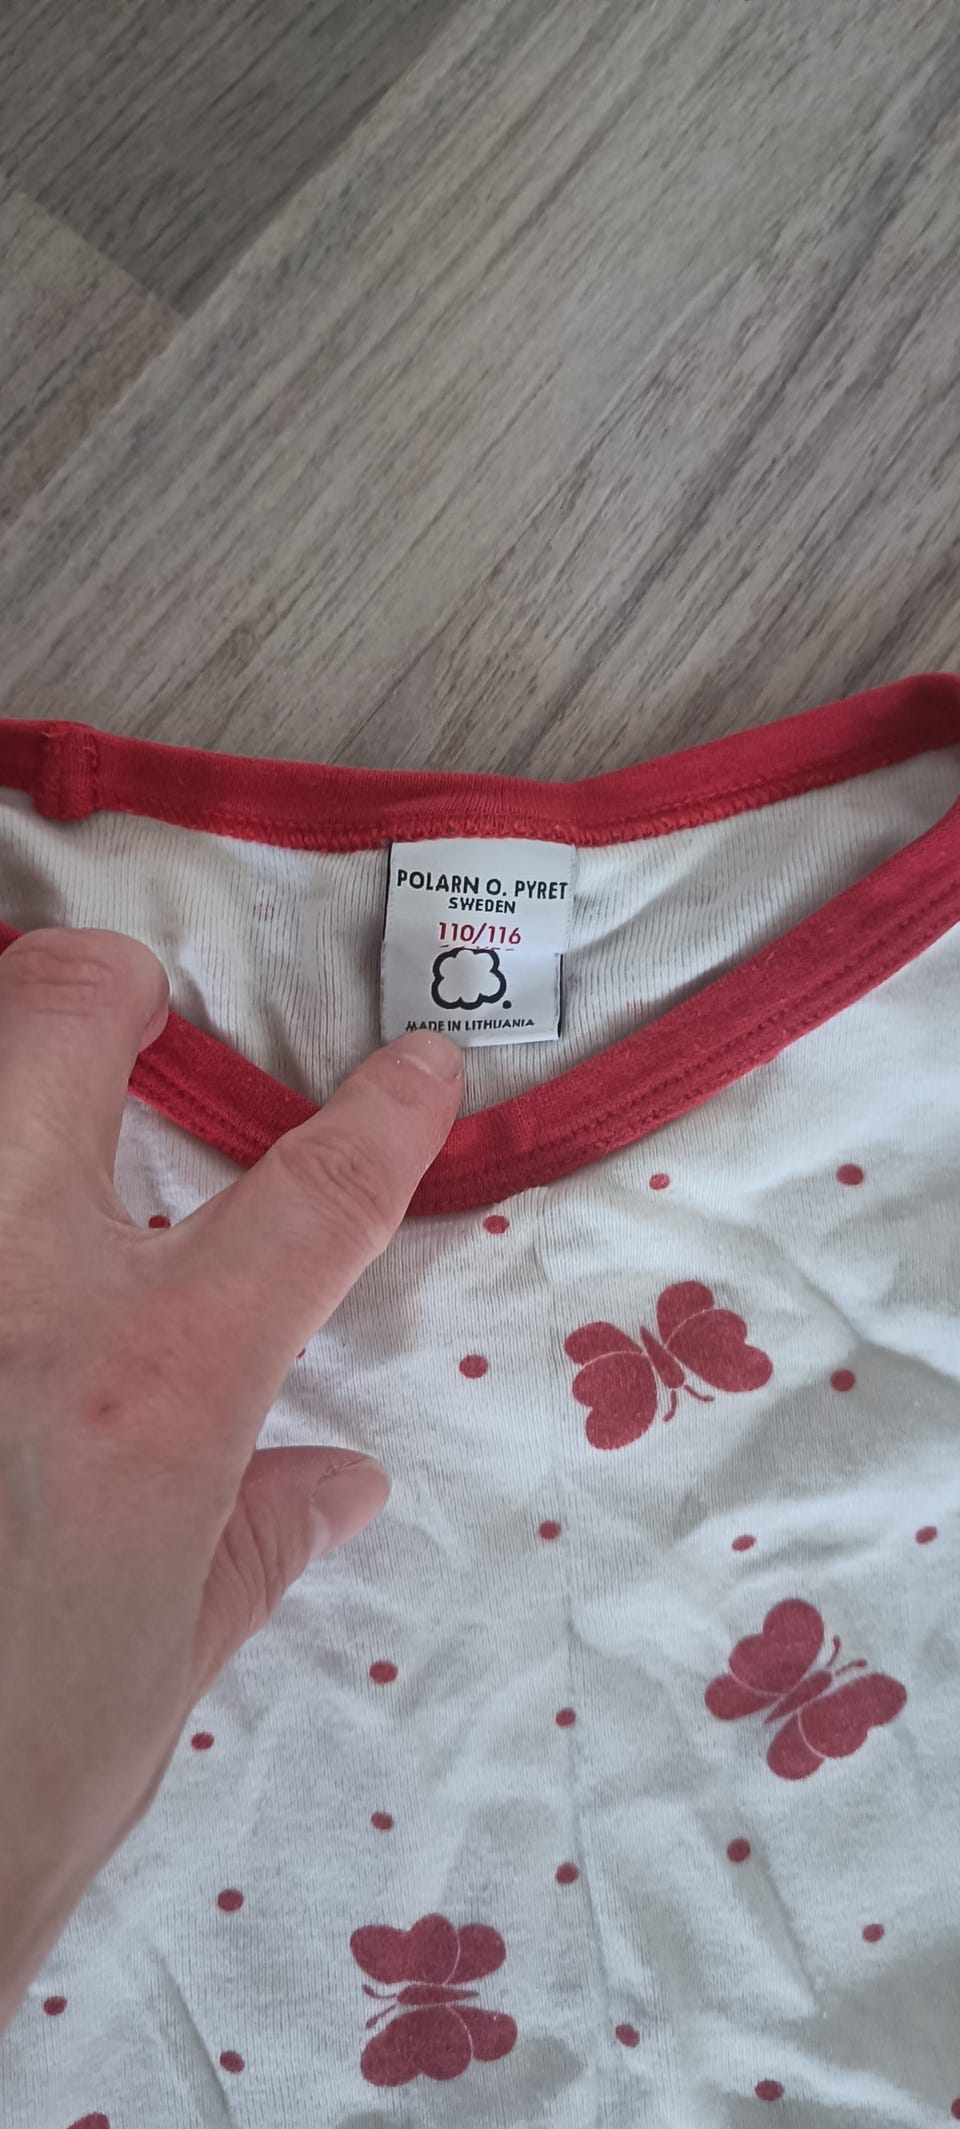 POLARN O. PYRET
SWEDEN
110/116
MADE IN LITHUANIA